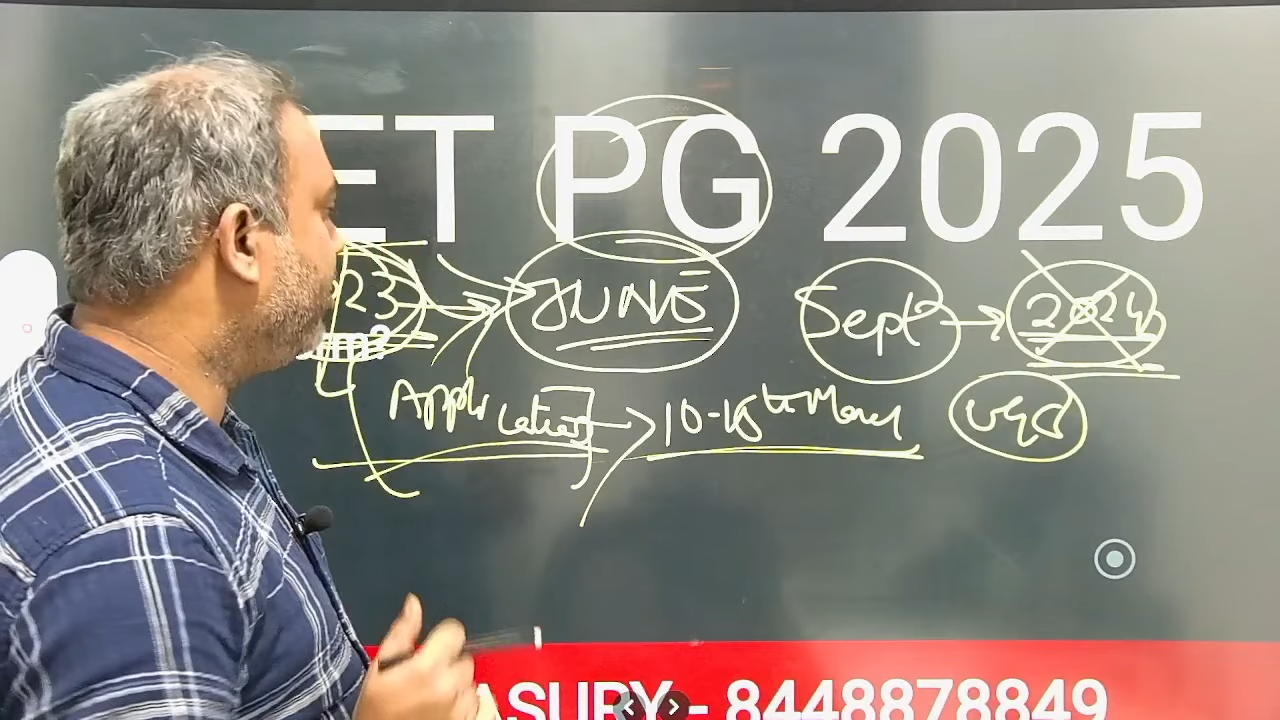 ET PG 2025
23 JUNE Sept 2024
Application 10-15th March
ASURY - 8448878849